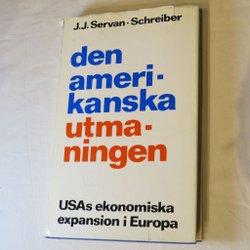 J.J. Servan-Schreiber
den
ameri-
kanska
utma-
ningen
USAs ekonomiska
expansion i Europa